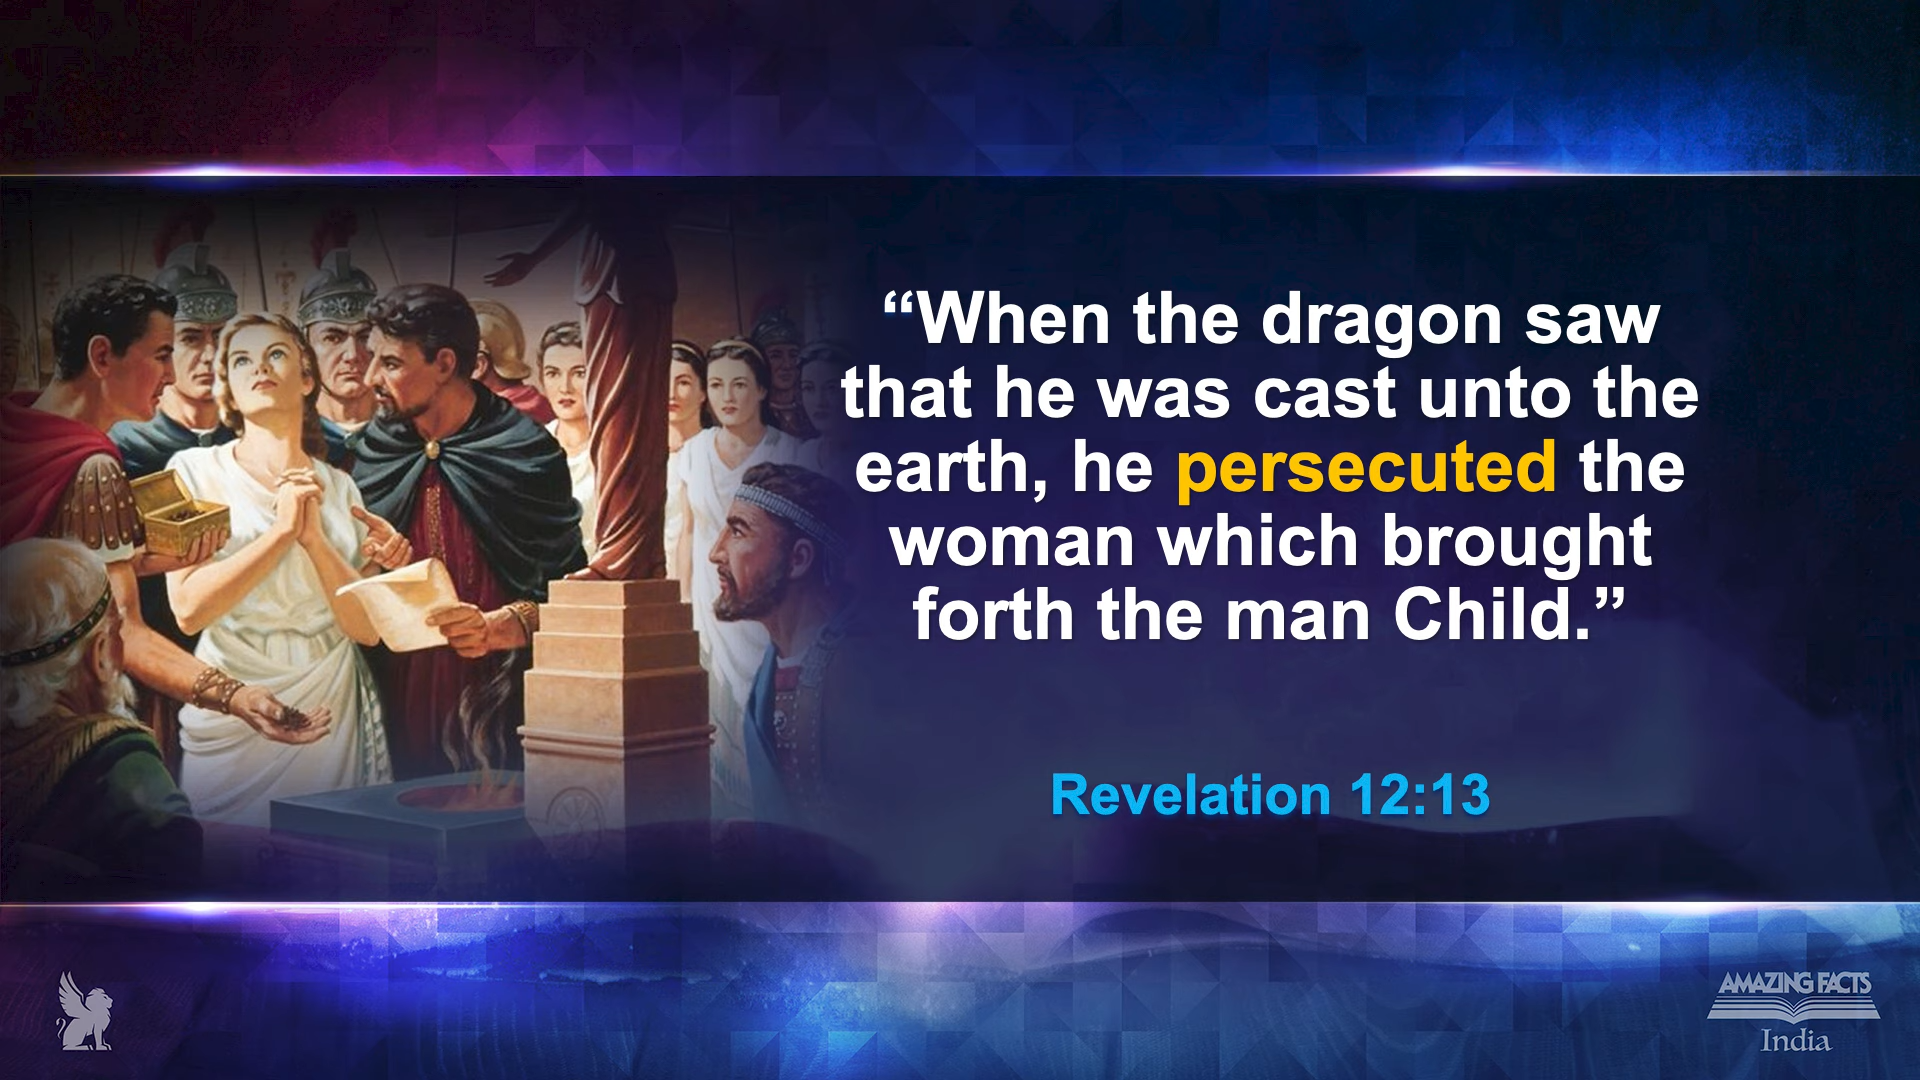 “When the dragon saw
that he was cast unto the
earth, he persecuted the
woman which brought
forth the man Child.”
Revelation 12:13
AMAZING FACTS
India